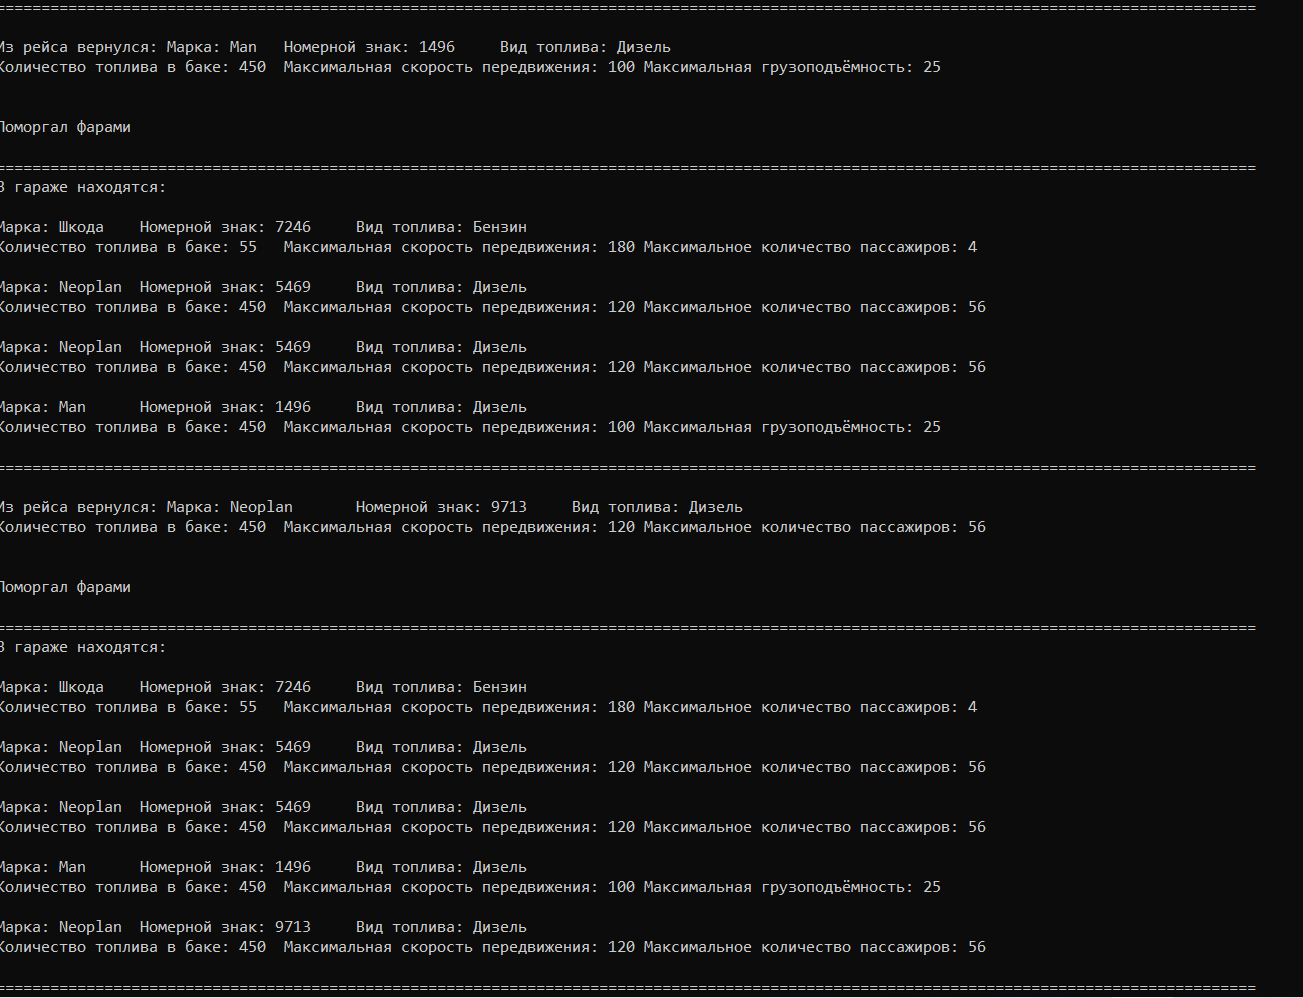 ============================================================================================================================================
Из рейса вернулся: Марка: Man   Номерной знак: 1496     Вид топлива: Дизель
Количество топлива в баке: 450  Максимальная скорость передвижения: 100 Максимальная грузоподъёмность: 25
Поморгал фарами
============================================================================================================================================
В гараже находятся:
Марка: Шкода    Номерной знак: 7246     Вид топлива: Бензин
Количество топлива в баке: 55   Максимальная скорость передвижения: 180 Максимальное количество пассажиров: 4
Марка: Neoplan  Номерной знак: 5469     Вид топлива: Дизель
Количество топлива в баке: 450  Максимальная скорость передвижения: 120 Максимальное количество пассажиров: 56
Марка: Neoplan  Номерной знак: 5469     Вид топлива: Дизель
Количество топлива в баке: 450  Максимальная скорость передвижения: 120 Максимальное количество пассажиров: 56
Марка: Man      Номерной знак: 1496     Вид топлива: Дизель
Количество топлива в баке: 450  Максимальная скорость передвижения: 100 Максимальная грузоподъёмность: 25
============================================================================================================================================
Из рейса вернулся: Марка: Neoplan       Номерной знак: 9713     Вид топлива: Дизель
Количество топлива в баке: 450  Максимальная скорость передвижения: 120 Максимальное количество пассажиров: 56
Поморгал фарами
============================================================================================================================================
В гараже находятся:
Марка: Шкода    Номерной знак: 7246     Вид топлива: Бензин
Количество топлива в баке: 55   Максимальная скорость передвижения: 180 Максимальное количество пассажиров: 4
Марка: Neoplan  Номерной знак: 5469     Вид топлива: Дизель
Количество топлива в баке: 450  Максимальная скорость передвижения: 120 Максимальное количество пассажиров: 56
Марка: Neoplan  Номерной знак: 5469     Вид топлива: Дизель
Количество топлива в баке: 450  Максимальная скорость передвижения: 120 Максимальное количество пассажиров: 56
Марка: Man      Номерной знак: 1496     Вид топлива: Дизель
Количество топлива в баке: 450  Максимальная скорость передвижения: 100 Максимальная грузоподъёмность: 25
Марка: Neoplan  Номерной знак: 9713     Вид топлива: Дизель
Количество топлива в баке: 450  Максимальная скорость передвижения: 120 Максимальное количество пассажиров: 56
============================================================================================================================================